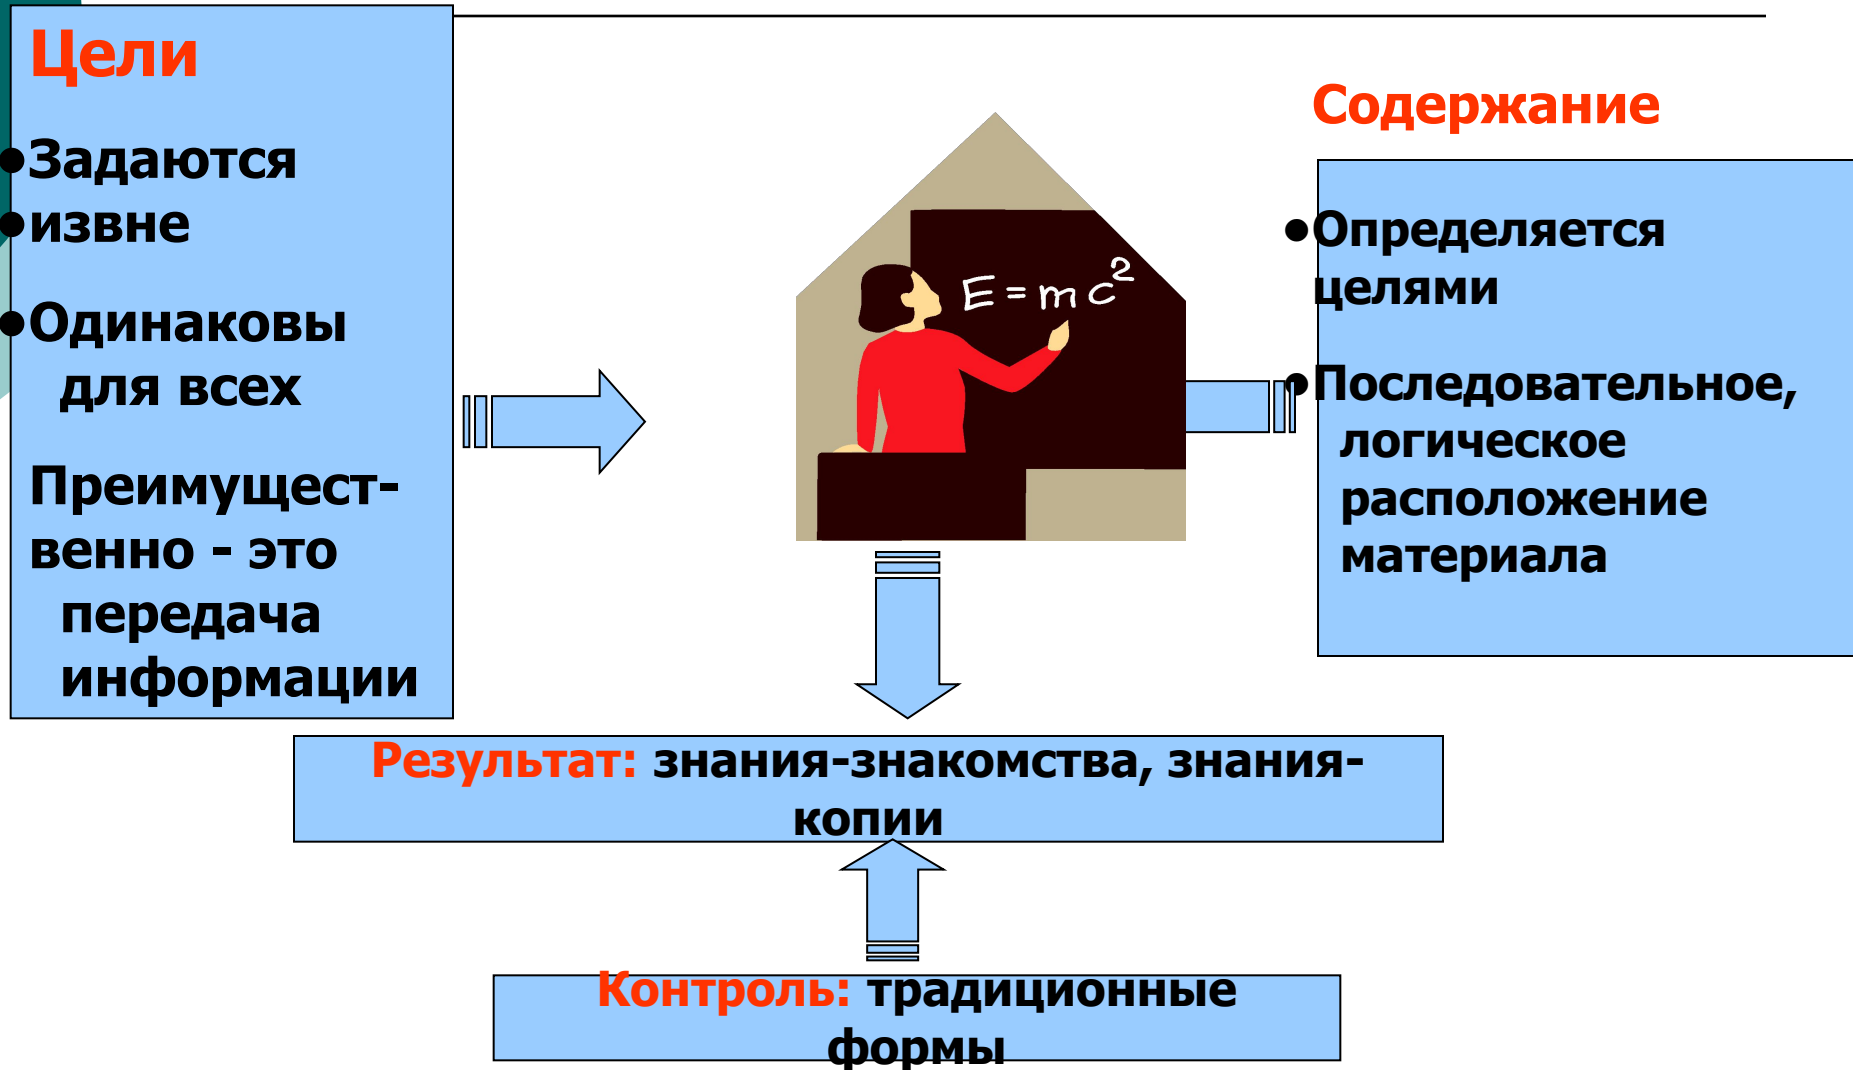 Цели
•Задаются
•извне
•Одинаковы
для всех
Преимущест-
венно - это
передача
информации
E = mc²
Содержание
•Определяется
целями
•Последовательное,
логическое
расположение
материала
Результат: знания-знакомства, знания-
копии
Контроль: традиционные
формы